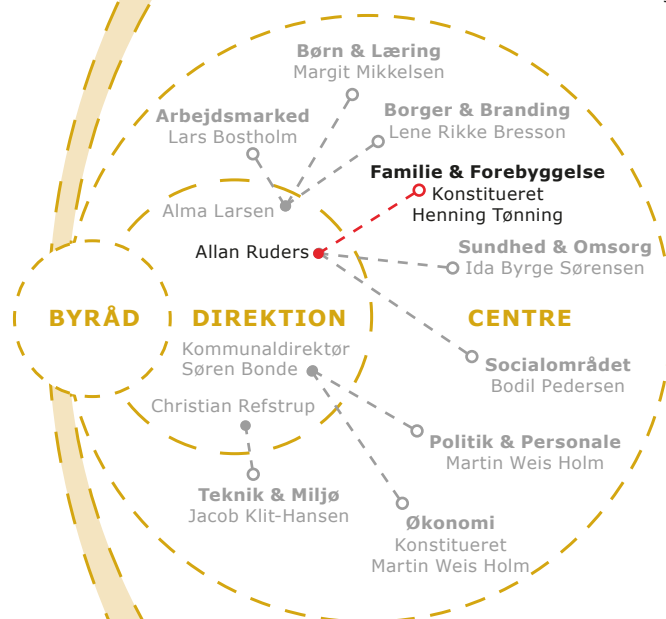 Børn & Læring
Margit Mikkelsen
Arbejdsmarked
Lars Bostholm
Borger & Branding
Lene Rikke Bresson
Familie & Forebyggelse
Konstitueret
Henning Tønning
Alma Larsen
Allan Ruders
Sundhed & Omsorg
Ida Byrge Sørensen
BYRÅD
DIREKTION
CENTRE
Kommunaldirektør
Søren Bonde
Socialområdet
Bodil Pedersen
Christian Refstrup
Politik & Personale
Martin Weis Holm
Teknik & Miljø
Jacob Klit-Hansen
Økonomi
Konstitueret
Martin Weis Holm